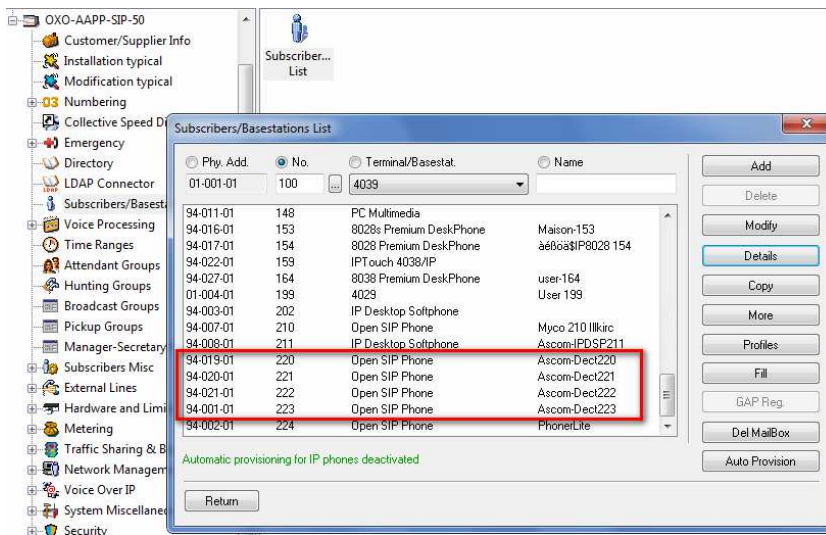 OXO-AAPP-SIP-50
Customer/Supplier Info
Installation typical
Modification typical
Numbering
Collective Speed Di
Emergency
Directory
LDAP Connector
Subscribers/Basesta
Voice Processing
Time Ranges
Attendant Groups
Hunting Groups
Broadcast Groups
Pickup Groups
Manager-Secretary
Subscribers Misc
External Lines
Hardware and Limi
Metering
Traffic Sharing & B
Network Managem
Voice Over IP
System Miscellaneo
Security
Subscriber...
List
Subscribers/Basestations List
Phy. Add. No. Terminal/Basestat. Name
01-001-01 100 ... 4039
94-011-01 148 PC Multimedia
94-016-01 153 8028s Premium DeskPhone Maison-153
94-017-01 154 8028 Premium DeskPhone àéßöä$IP8028 154
94-022-01 159 IPTouch 4038/IP
94-027-01 164 8038 Premium DeskPhone user-164
01-004-01 199 4029 User 199
94-003-01 202 IP Desktop Softphone
94-007-01 210 Open SIP Phone Myco 210 Illkirc
94-008-01 211 IP Desktop Softphone Ascom-IPDSP211
94-019-01 220 Open SIP Phone Ascom-Dect220
94-020-01 221 Open SIP Phone Ascom-Dect221
94-021-01 222 Open SIP Phone Ascom-Dect222
94-001-01 223 Open SIP Phone Ascom-Dect223
94-002-01 224 Open SIP Phone PhonerLite
Automatic provisioning for IP phones deactivated
Return
Add
Delete
Modify
Details
Copy
More
Profiles
Fill
GAP Reg.
Del MailBox
Auto Provision